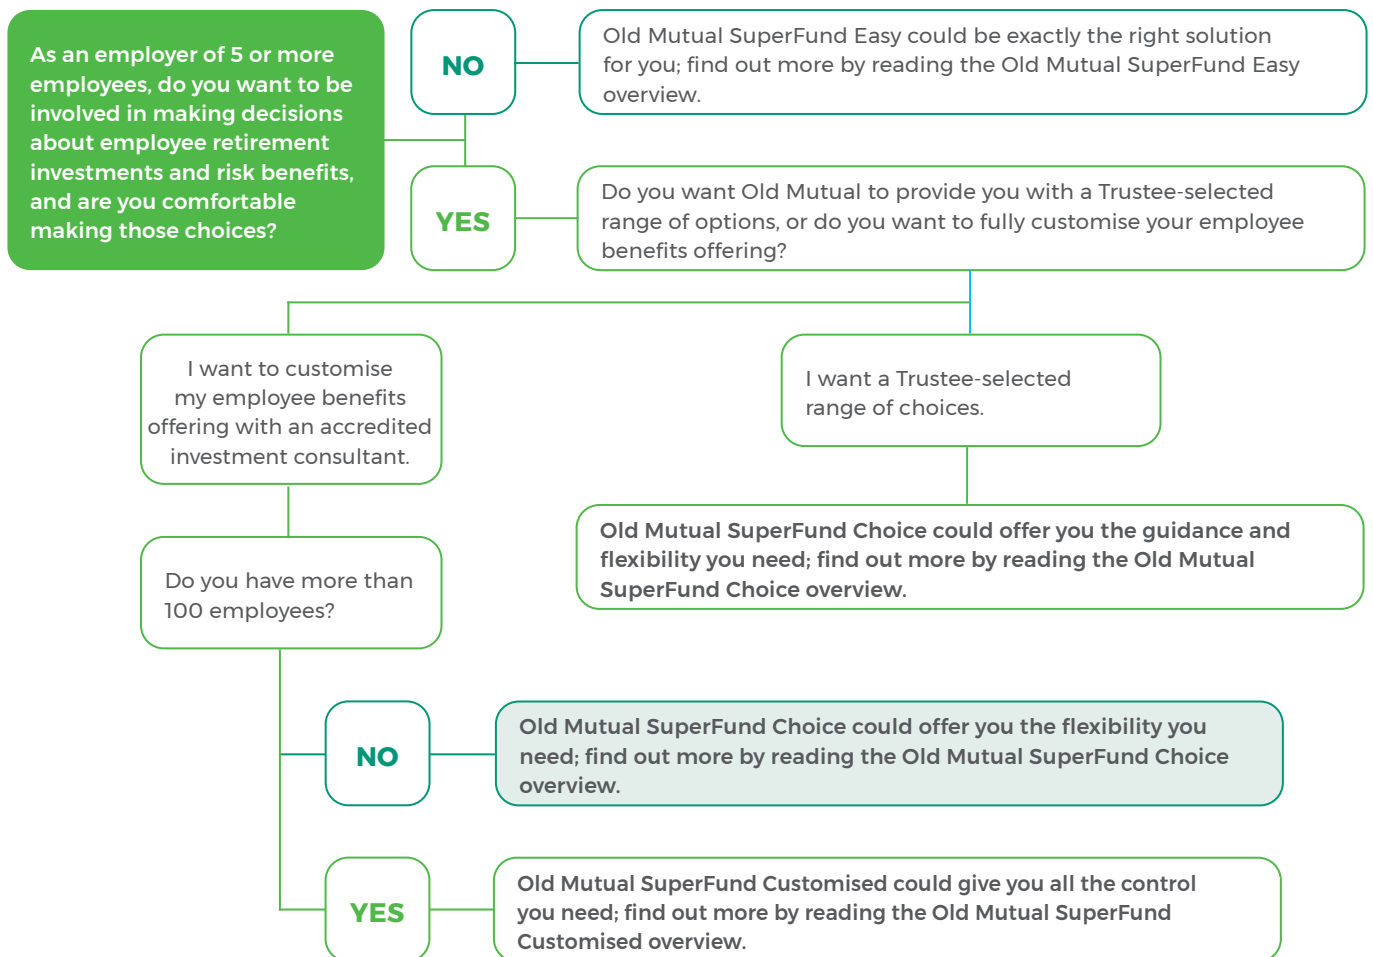 As an employer of 5 or more
employees, do you want to be
involved in making decisions
about employee retirement
investments and risk benefits,
and are you comfortable
making those choices?
NO
Old Mutual SuperFund Easy could be exactly the right solution
for you; find out more by reading the Old Mutual SuperFund Easy
overview.
YES
Do you want Old Mutual to provide you with a Trustee-selected
range of options, or do you want to fully customise your employee
benefits offering?
I want to customise
my employee benefits
offering with an accredited
investment consultant.
I want a Trustee-selected
range of choices.
Old Mutual SuperFund Choice could offer you the guidance and
flexibility you need; find out more by reading the Old Mutual
SuperFund Choice overview.
Do you have more than
100 employees?
NO
Old Mutual SuperFund Choice could offer you the flexibility you
need; find out more by reading the Old Mutual SuperFund Choice
overview.
YES
Old Mutual SuperFund Customised could give you all the control
you need; find out more by reading the Old Mutual SuperFund
Customised overview.